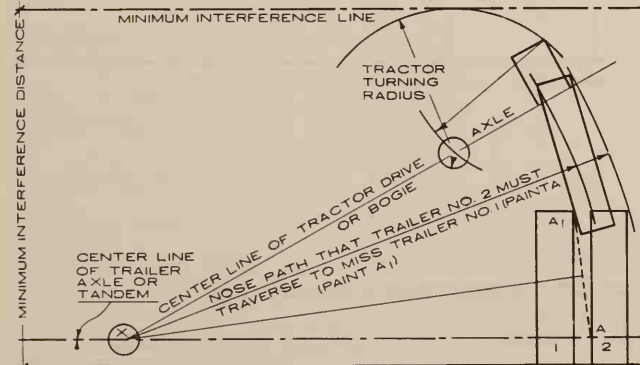 MINIMUM INTERFERENCE LINE
MINIMUM INTERFERENCE DISTANCE
TRACTOR
TURNING
RADIUS
AXLE
CENTER LINE OF TRACTOR DRIVE
OR BOGIE
NOSE PATH THAT TRAILER NO. 2 MUST
TRAVERSE TO MISS TRAILER NO. 1 (PAINT A
(PAINT A1)
CENTER LINE
OF TRAILER
AXLE OR
TANDEM
X
A1
A
1
2